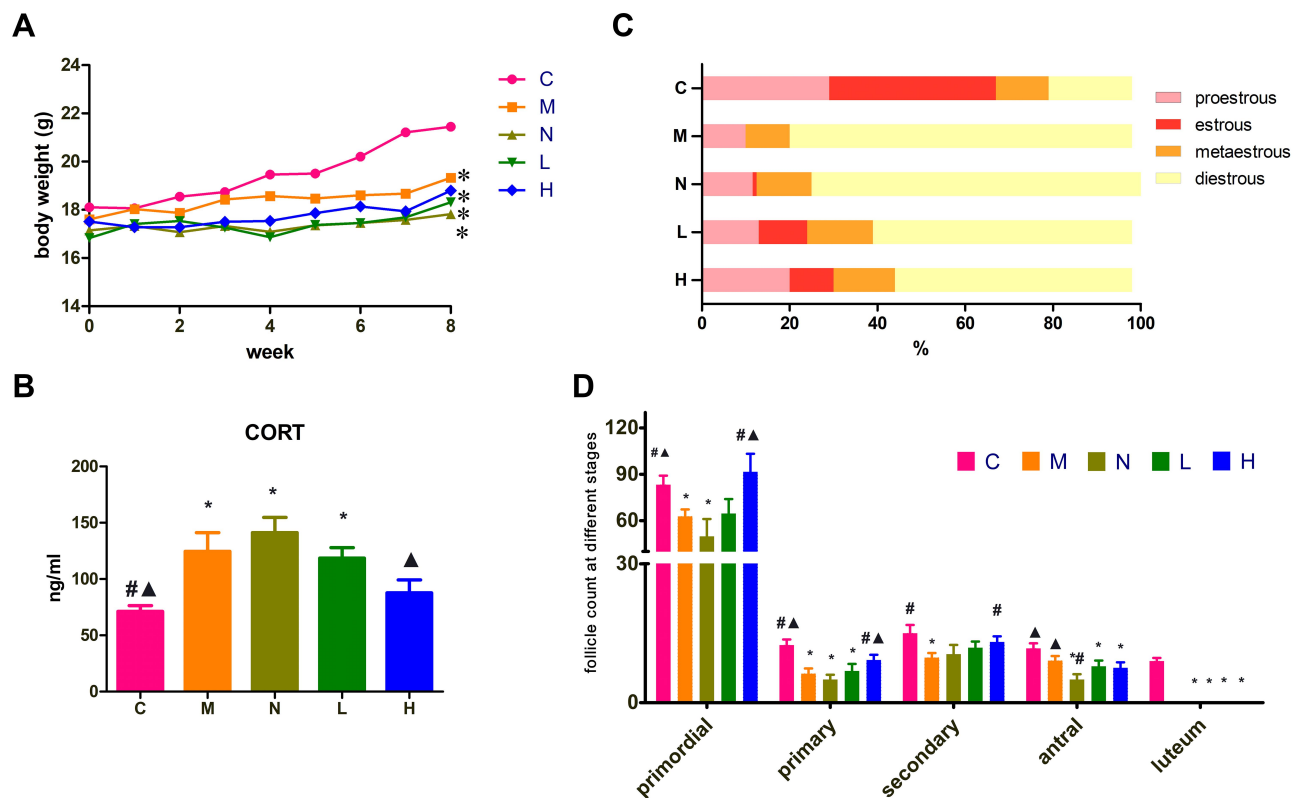 A
24
22
20
18
16
14
body weight (g)
0 2 4 6 8
week
C
M
N
L
H
*
*
*
*
B
CORT
200
150
100
50
0
ng/ml
#▲
*
*
*
▲
C M N L H
C
C
M
N
L
H
0 20 40 60 80 100
%
proestrous
estrous
metaestrous
diestrous
D
120
90
60
30
0
follicle count at different stages
C M N L H
#▲ * * #▲
#▲ * * * #▲
# * #
▲ ▲ *# * *
* * * *
primordial
primary
secondary
antral
luteum